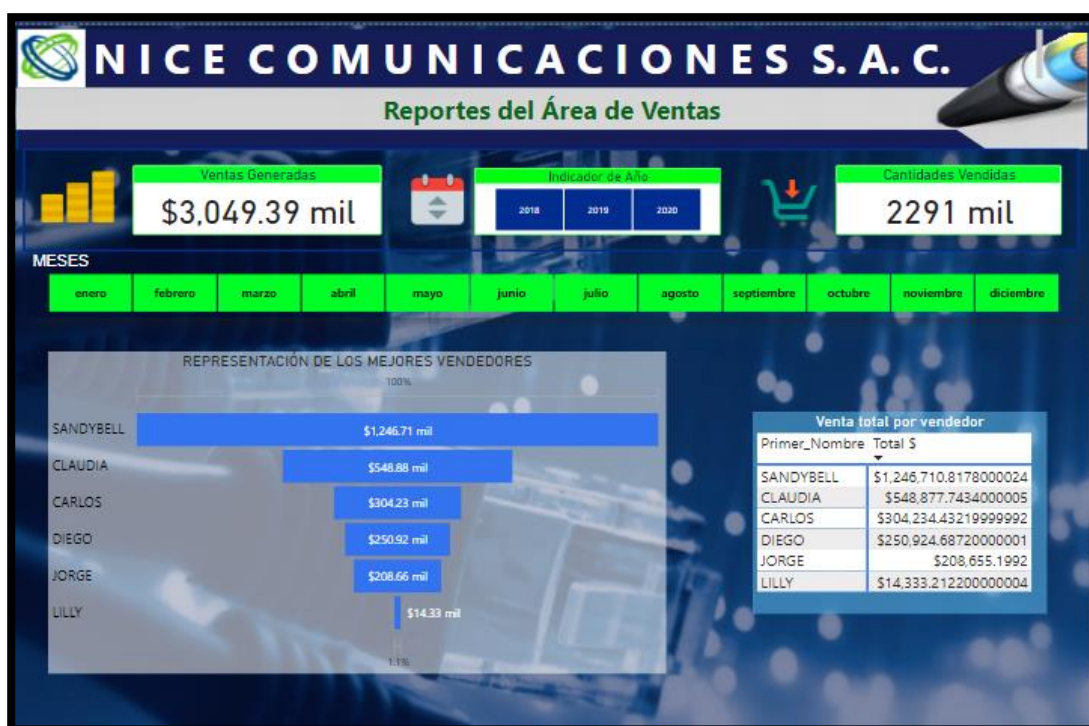 NICE COMUNICACIONES S. A. C.
Reportes del Área de Ventas
Ventas Generadas
$3,049.39 mil
Indicador de Año
2018 2019 2020
Cantidades Vendidas
2291 mil
MESES
enero febrero marzo abril mayo junio julio agosto septiembre octubre noviembre diciembre
REPRESENTACIÓN DE LOS MEJORES VENDEDORES
100%
SANDYBELL $1,246.71 mil
CLAUDIA $548.88 mil
CARLOS $304.23 mil
DIEGO $250.92 mil
JORGE $208.66 mil
LILLY $14.33 mil
1.1%
Venta total por vendedor
Primer_Nombre Total $
SANDYBELL $1,246,710.8178000024
CLAUDIA $548,877.7434000005
CARLOS $304,234.43219999992
DIEGO $250,924.68720000001
JORGE $208,655.1992
LILLY $14,333.212200000004